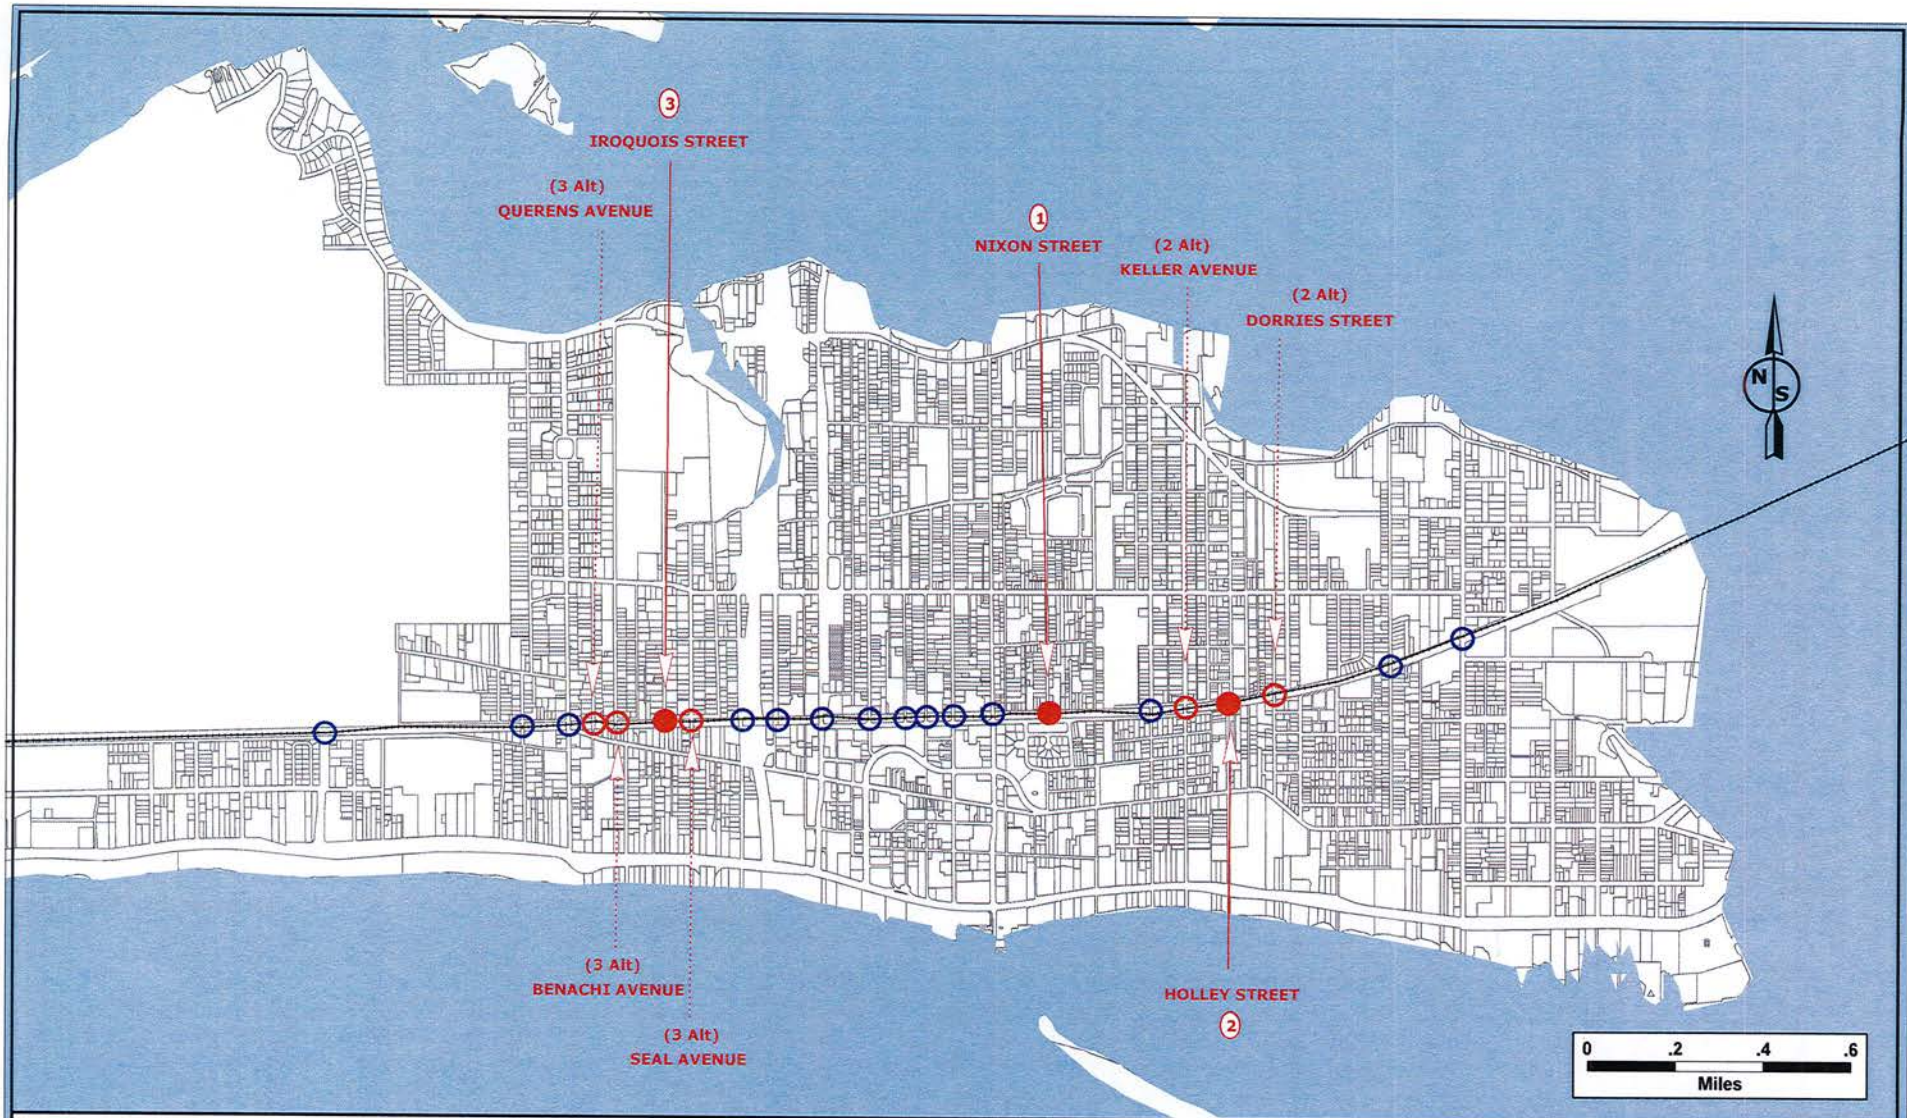 3
IROQUOIS STREET
(3 Alt)
QUERENS AVENUE
1
NIXON STREET
(2 Alt)
KELLER AVENUE
(2 Alt)
DORRIES STREET
N
S
(3 Alt)
BENACHI AVENUE
(3 Alt)
SEAL AVENUE
HOLLEY STREET
2
0 .2 .4 .6
Miles